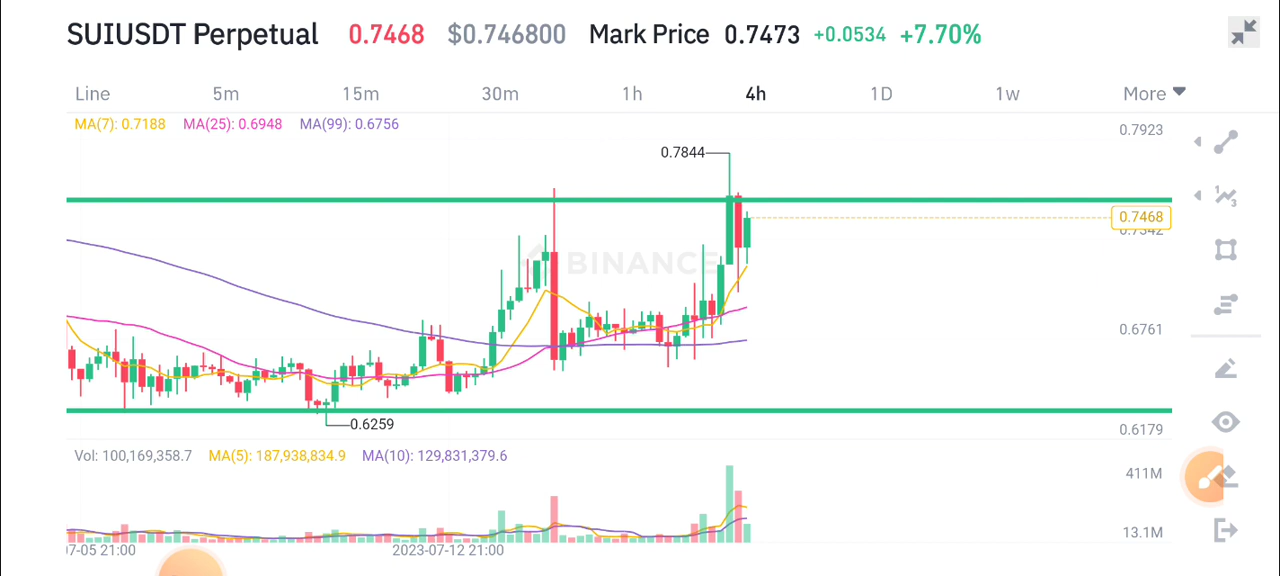 SUIUSDT Perpetual 0.7468 $0.746800 Mark Price 0.7473 +0.0534 +7.70%
Line 5m 15m 30m 1h 4h 1D 1w More
MA(7): 0.7188 MA(25): 0.6948 MA(99): 0.6756
0.7923
0.7844
0.7468
0.7342
BINANCE
0.6761
0.6259
0.6179
Vol: 100,169,358.7 MA(5): 187,938,834.9 MA(10): 129,831,379.6
411M
13.1M
07-05 21:00 2023-07-12 21:00